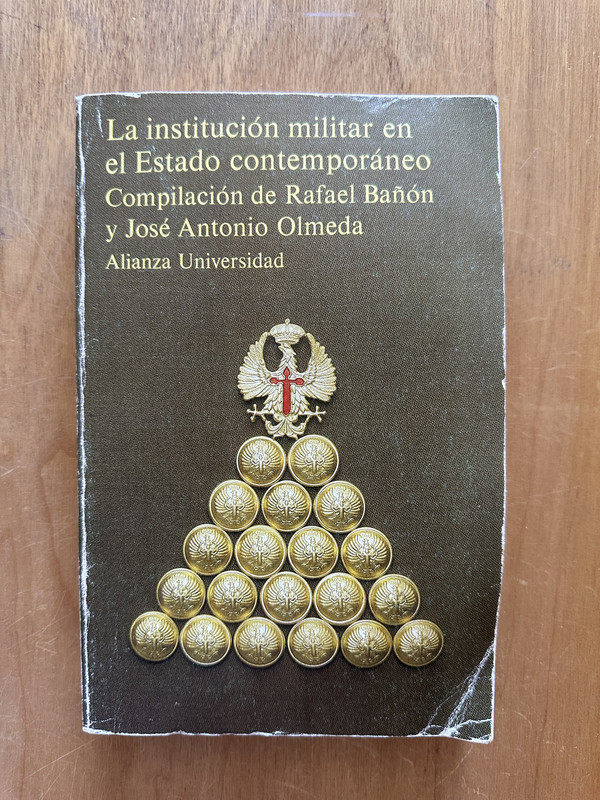 La institución militar en
el Estado contemporáneo
Compilación de Rafael Bañón
y José Antonio Olmeda
Alianza Universidad